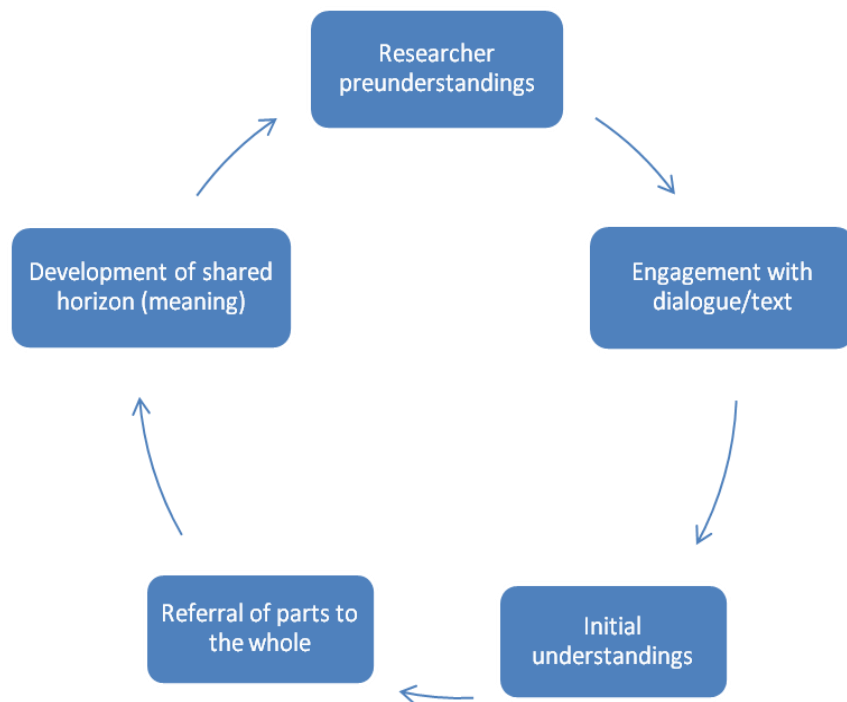 Researcher
preunderstandings
Engagement with
dialogue/text
Initial
understandings
Referral of parts to
the whole
Development of shared
horizon (meaning)